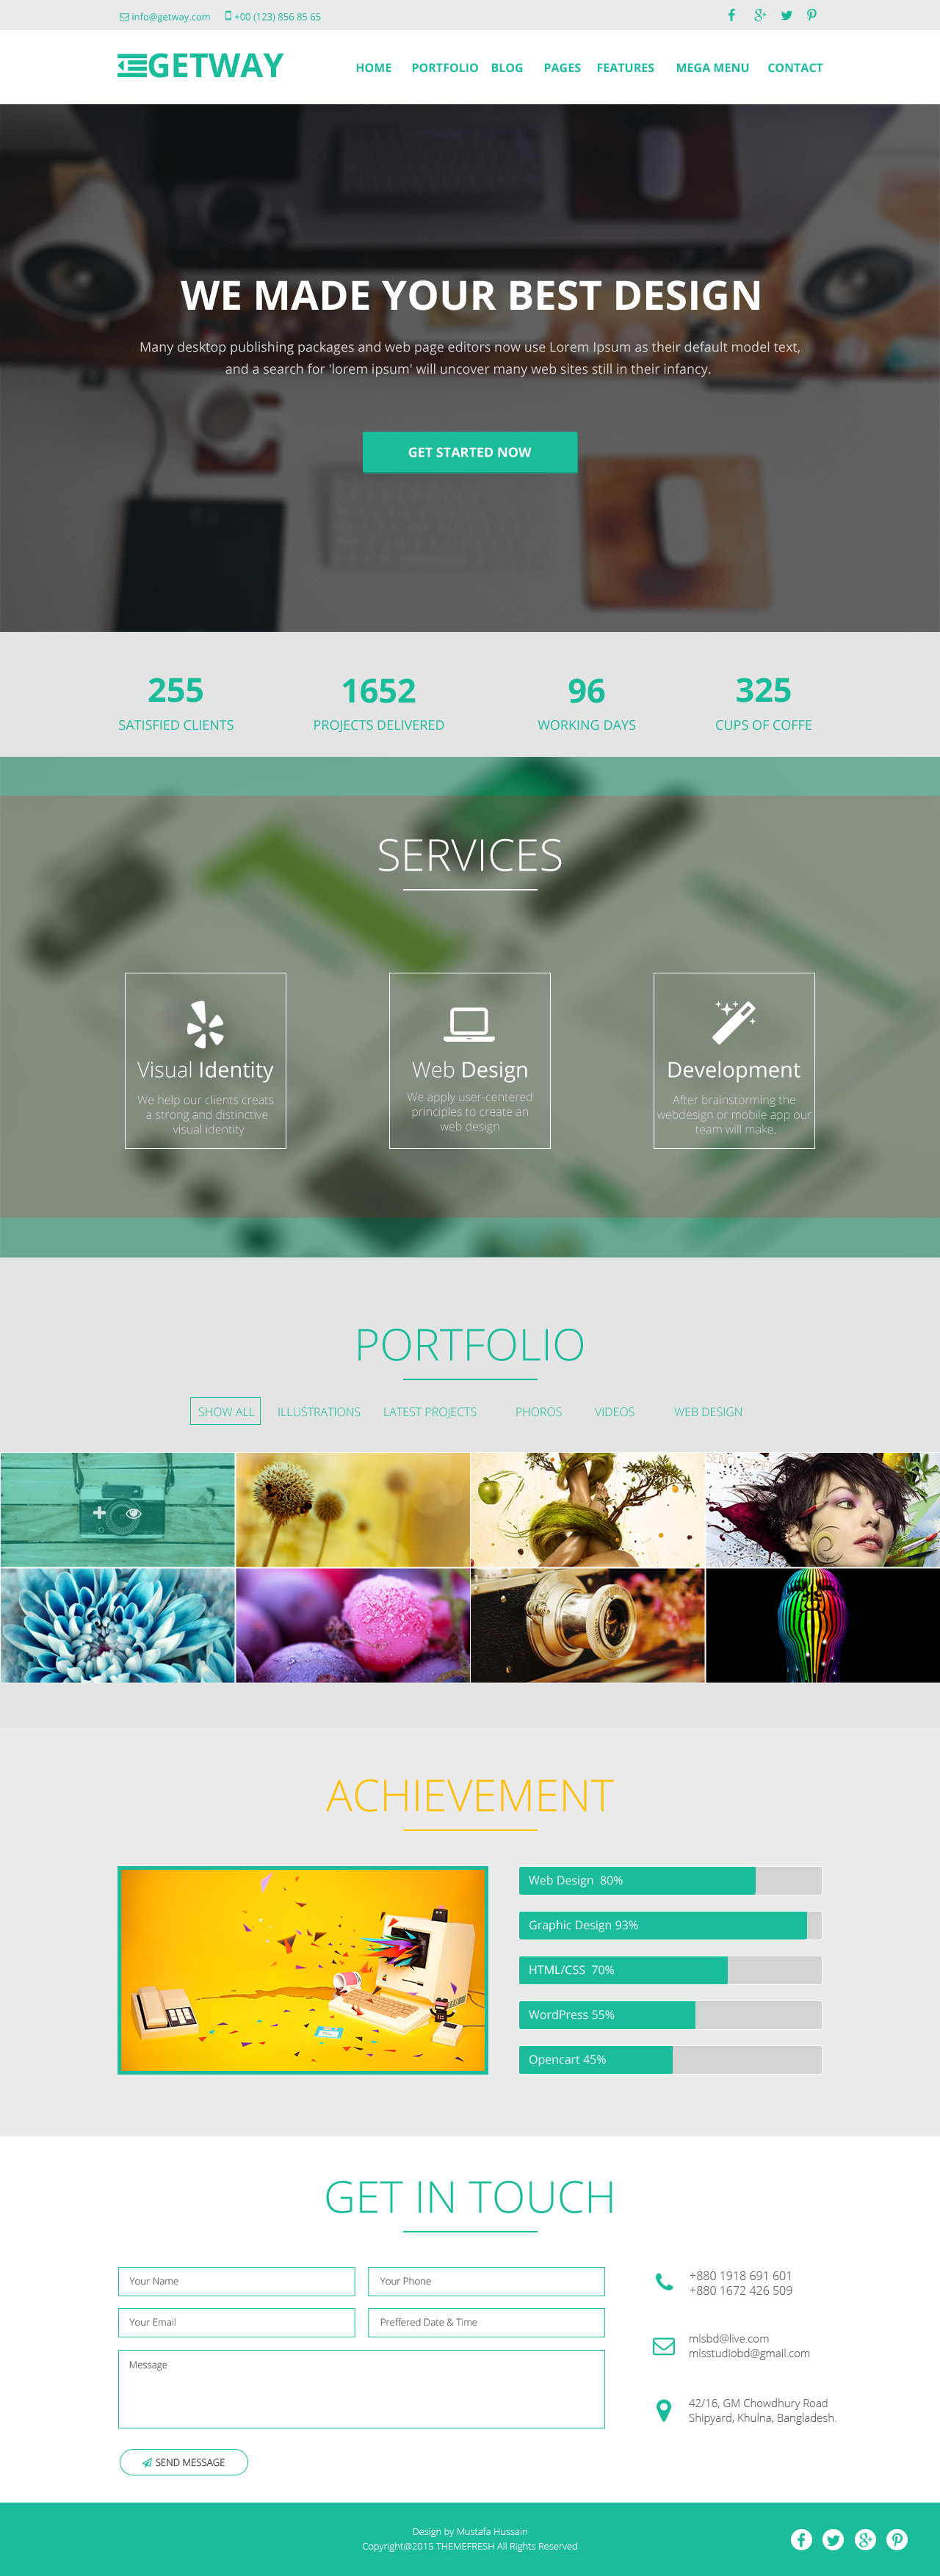 info@getway.com +00 (123) 856 85 65
GETWAY
HOME PORTFOLIO BLOG PAGES FEATURES MEGA MENU CONTACT
WE MADE YOUR BEST DESIGN
Many desktop publishing packages and web page editors now use Lorem Ipsum as their default model text,
and a search for 'lorem ipsum' will uncover many web sites still in their infancy.
GET STARTED NOW
255 1652 96 325
SATISFIED CLIENTS PROJECTS DELIVERED WORKING DAYS CUPS OF COFFE
SERVICES
Visual Identity
We help our clients creats
a strong and distinctive
visual identity
Web Design
We apply user-centered
principles to create an
web design
Development
After brainstorming the
webdesign or mobile app our
team will make.
PORTFOLIO
SHOW ALL ILLUSTRATIONS LATEST PROJECTS PHOROS VIDEOS WEB DESIGN
ACHIEVEMENT
Web Design 80%
Graphic Design 93%
HTML/CSS 70%
WordPress 55%
Opencart 45%
GET IN TOUCH
Your Name Your Phone
Your Email Preffered Date & Time
Message
SEND MESSAGE
+880 1918 691 601
+880 1672 426 509
mlsbd@live.com
mlsstudiobd@gmail.com
42/16, GM Chowdhury Road
Shipyard, Khulna, Bangladesh.
Design by Mustafa Hussain
Copyright@2015 THEMEFRESH All Rights Reserved